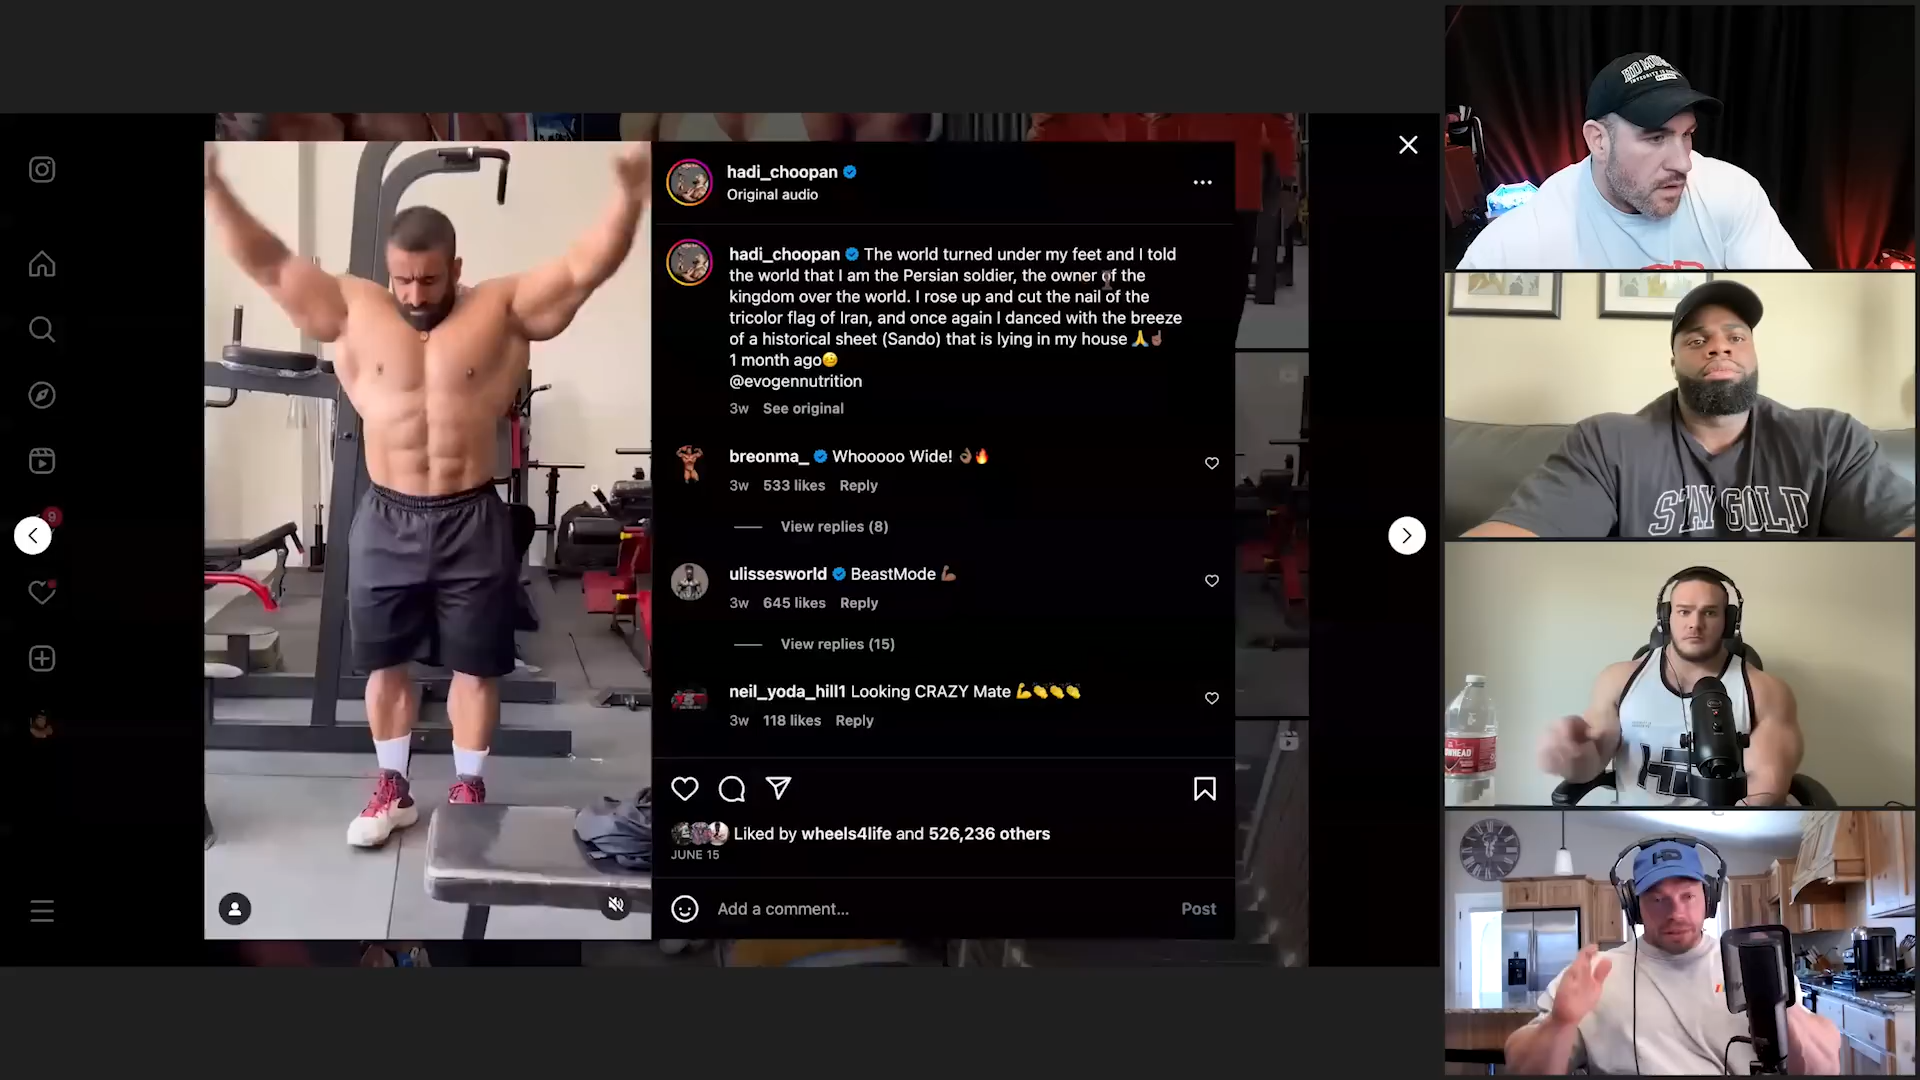 hadi_choopan
Original audio
hadi_choopan The world turned under my feet and I told
the world that I am the Persian soldier, the owner of the
kingdom over the world. I rose up and cut the nail of the
tricolor flag of Iran, and once again I danced with the breeze
of a historical sheet (Sando) that is lying in my house 🙏☝🏽
1 month ago🥲
@evogennutrition
3w See original
breonma_ Whooooo Wide! 👌🏽🔥
3w 533 likes Reply
View replies (8)
ulissesworld BeastMode 💪🏽
3w 645 likes Reply
View replies (15)
neil_yoda_hill1 Looking CRAZY Mate 💪👏👏👏
3w 118 likes Reply
Liked by wheels4life and 526,236 others
JUNE 15
Add a comment...
Post
9
STAY GOLD
HD